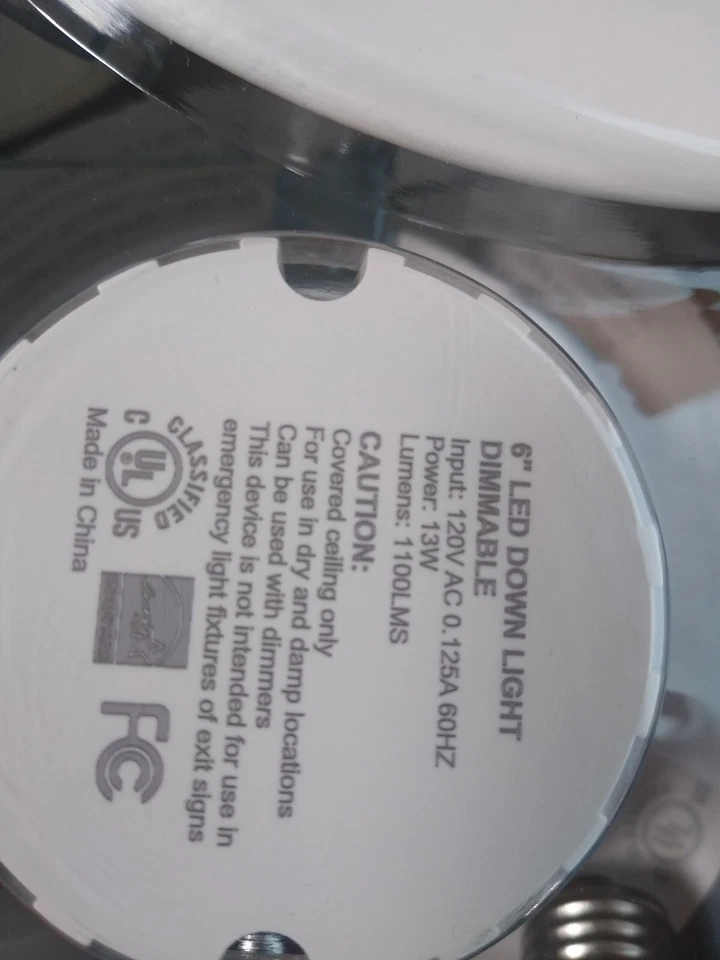 6" LED DOWN LIGHT
DIMMABLE
Input: 120V AC 0.125A 60HZ
Power: 13W
Lumens: 1100LMS
CAUTION:
Covered ceiling only
For use in dry and damp locations
Can be used with dimmers
This device is not intended for use in
emergency light fixtures of exit signs
CLASSIFIED
C UL® US
energy
FC
Made in China